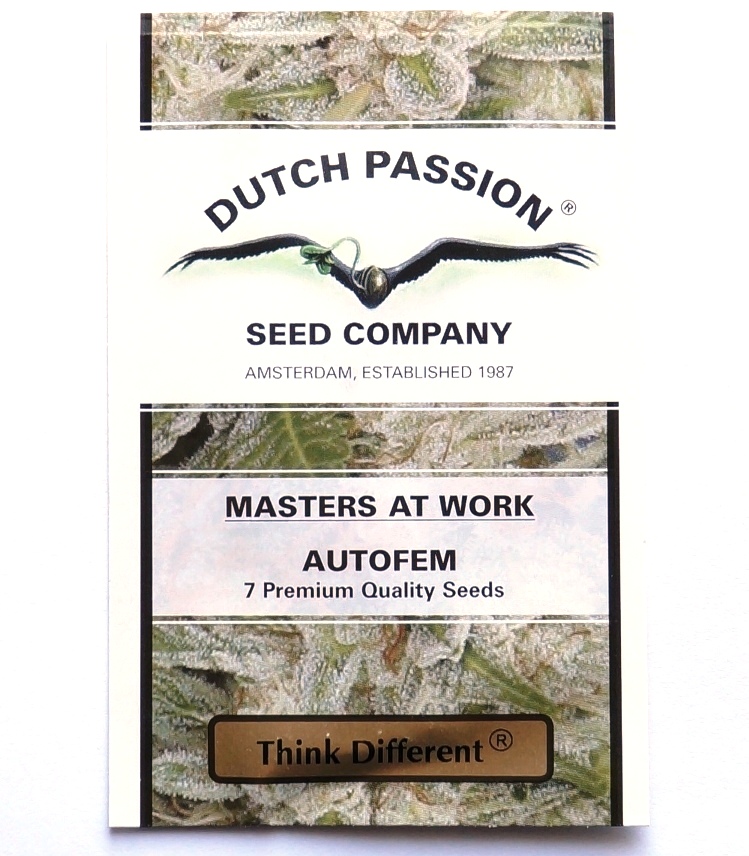 DUTCH PASSION®
SEED COMPANY
AMSTERDAM, ESTABLISHED 1987
MASTERS AT WORK
AUTOFEM
7 Premium Quality Seeds
Think Different®